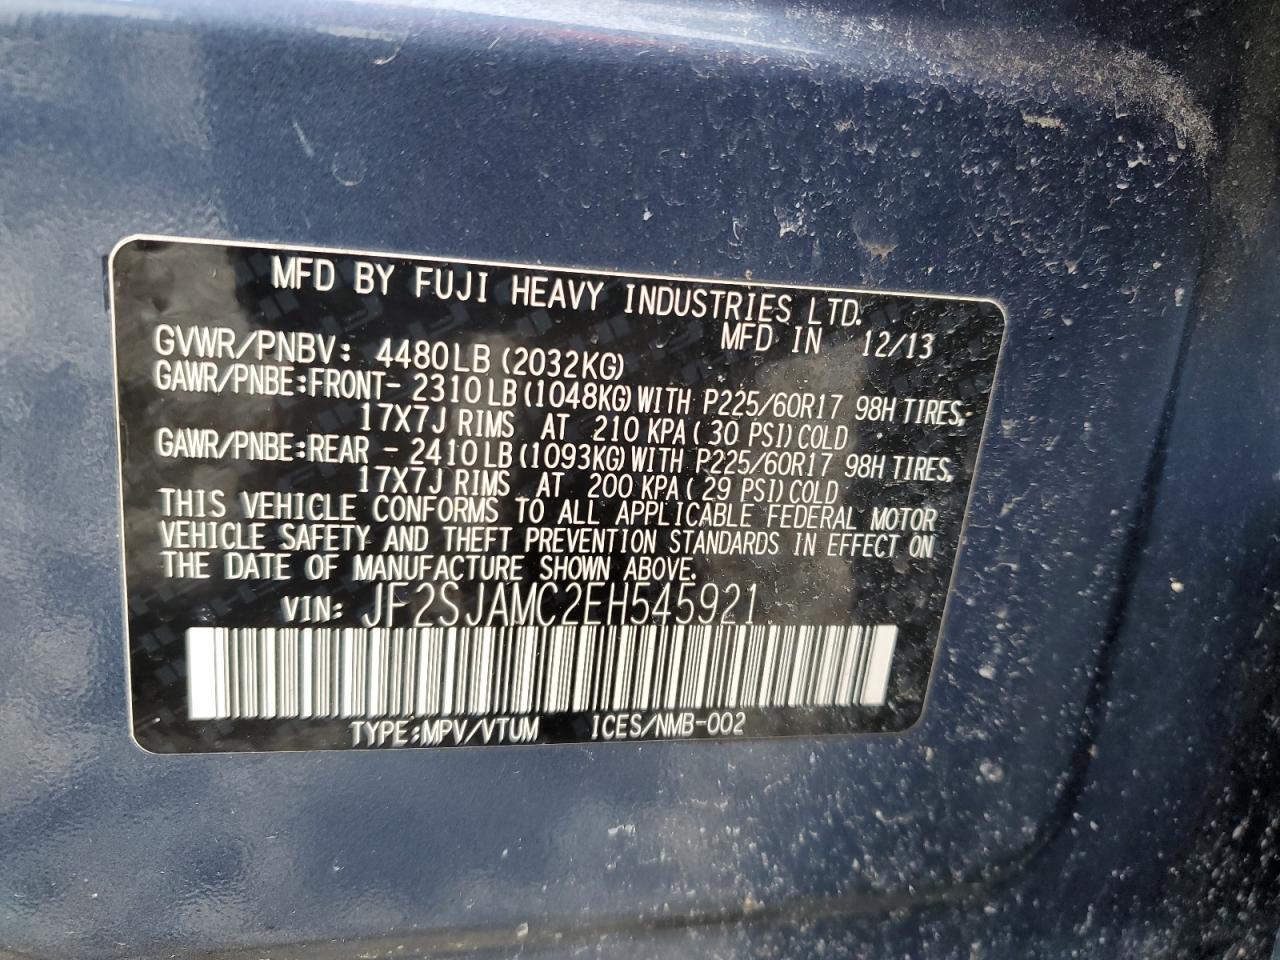 MFD BY FUJI HEAVY INDUSTRIES LTD.
MFD IN 12/13
GVWR/PNBV: 4480LB (2032KG)
GAWR/PNBE:FRONT- 2310LB (1048KG) WITH P225/60R17 98H TIRES,
17X7J RIMS AT 210 KPA ( 30 PSI) COLD
GAWR/PNBE:REAR - 2410LB (1093KG) WITH P225/60R17 98H TIRES,
17X7J RIMS AT 200 KPA ( 29 PSI) COLD
THIS VEHICLE CONFORMS TO ALL APPLICABLE FEDERAL MOTOR
VEHICLE SAFETY AND THEFT PREVENTION STANDARDS IN EFFECT ON
THE DATE OF MANUFACTURE SHOWN ABOVE.
VIN: JF2SJAMC2EH545921
TYPE:MPV/VTUM ICES/NMB-002